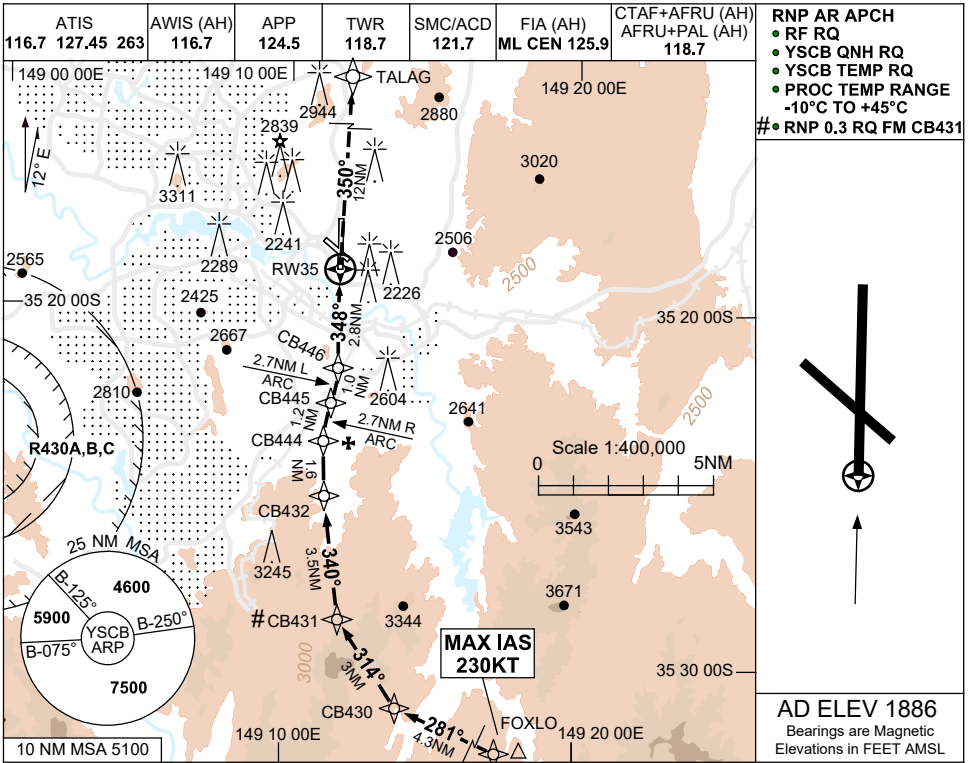 ATIS
116.7 127.45 263
AWIS (AH)
116.7
APP
124.5
TWR
118.7
SMC/ACD
121.7
FIA (AH)
ML CEN 125.9
CTAF+AFRU (AH)
AFRU+PAL (AH)
118.7
RNP AR APCH
• RF RQ
• YSCB QNH RQ
• YSCB TEMP RQ
• PROC TEMP RANGE
-10°C TO +45°C
# • RNP 0.3 RQ FM CB431
149 00 00E
149 10 00E
TALAG
149 20 00E
2944
2880
2839
12° E
350°
12NM
3020
3311
2241
2289
2506
2565
RW35
2226
2500
35 20 00S
2425
35 20 00S
348°
2.8NM
2667
CB446
2.7NM L
ARC
1.0
NM
2810
CB445
2604
1.2
NM
2.7NM R
ARC
2641
2500
R430A,B,C
CB444
Scale 1:400,000
0
5NM
1.6
NM
CB432
3543
25 NM MSA
3245
340°
3.5NM
B-125°
4600
3671
5900
YSCB
ARP
B-250°
# CB431
3344
B-075°
MAX IAS
230KT
3000
314°
3NM
35 30 00S
7500
CB430
281°
4.3NM
FOXLO
149 10 00E
149 20 00E
10 NM MSA 5100
AD ELEV 1886
Bearings are Magnetic
Elevations in FEET AMSL